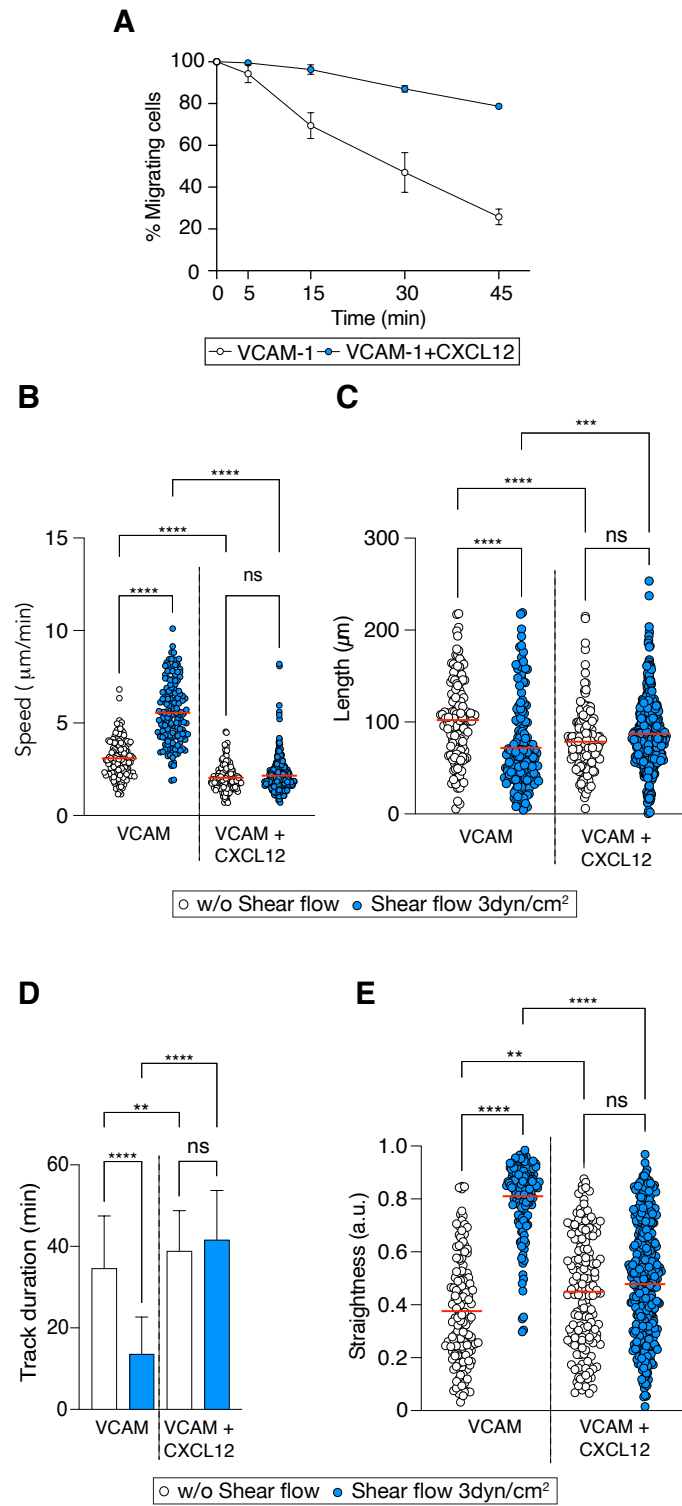 A
100
80
60
40
20
0
% Migrating cells
0 5 15 30 45
Time (min)
VCAM-1 VCAM-1+CXCL12
B
****
****
****
ns
15
10
5
0
Speed ( µm/min)
VCAM
VCAM +
CXCL12
C
***
****
****
ns
300
200
100
0
Length (µm)
VCAM
VCAM +
CXCL12
w/o Shear flow Shear flow 3dyn/cm²
D
****
**
****
ns
60
40
20
0
Track duration (min)
VCAM
VCAM +
CXCL12
E
****
**
****
ns
1.0
0.8
0.6
0.4
0.2
0
Straightness (a.u.)
VCAM
VCAM +
CXCL12
w/o Shear flow Shear flow 3dyn/cm²